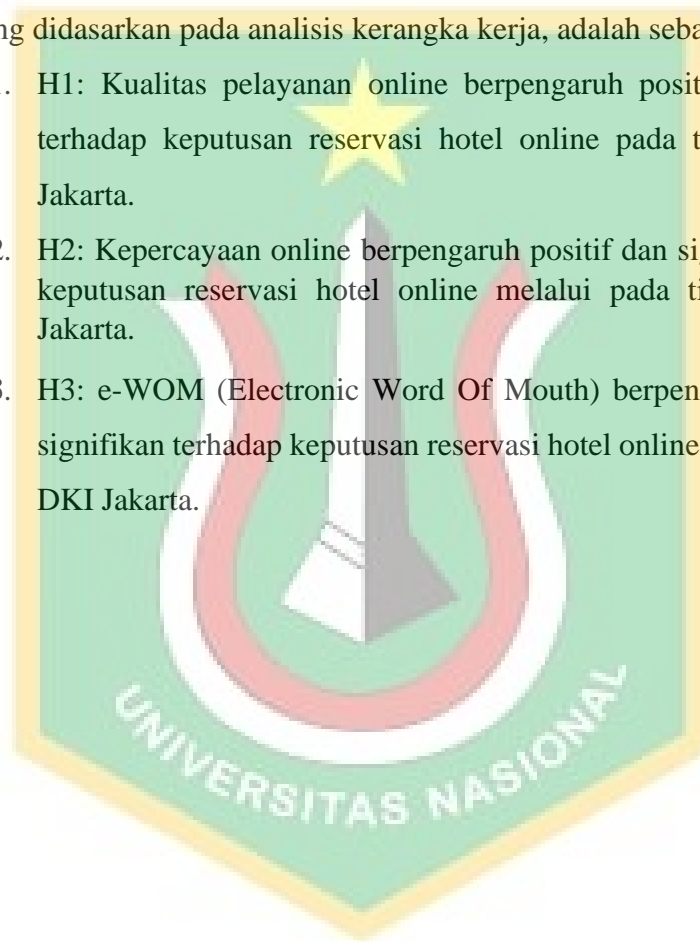 ng didasarkan pada analisis kerangka kerja, adalah seba
1. H1: Kualitas pelayanan online berpengaruh posit
terhadap keputusan reservasi hotel online pada t
Jakarta.
2. H2: Kepercayaan online berpengaruh positif dan si
keputusan reservasi hotel online melalui pada ti
Jakarta.
3. H3: e-WOM (Electronic Word Of Mouth) berpen
signifikan terhadap keputusan reservasi hotel online
DKI Jakarta.
UNIVERSITAS NASIONAL